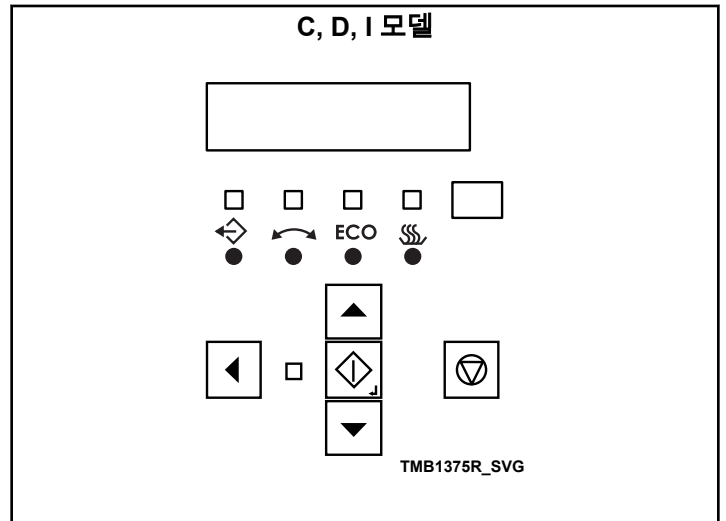 C, D, I 모델
ECO
TMB1375R_SVG